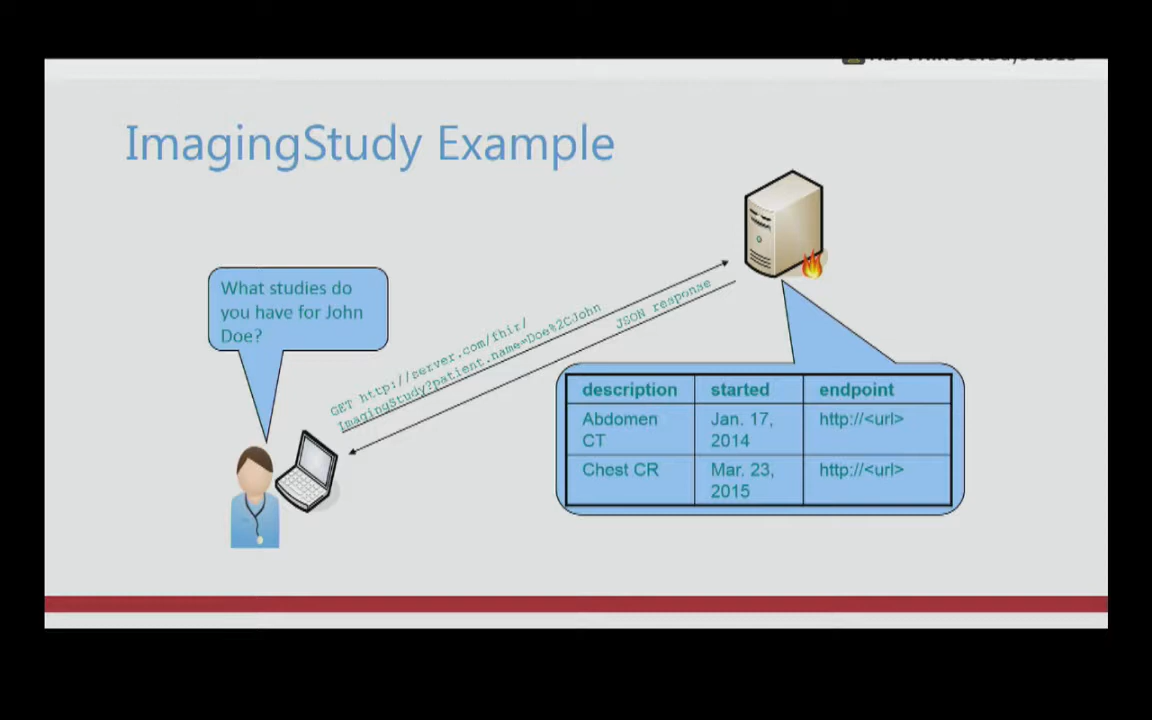 ImagingStudy Example
What studies do
you have for John
Doe?
GET http://server.com/fhir/
ImagingStudy?patient.name=Doe%2CJohn
JSON response
description started endpoint
Abdomen CT Jan. 17, 2014 http://<url>
Chest CR Mar. 23, 2015 http://<url>